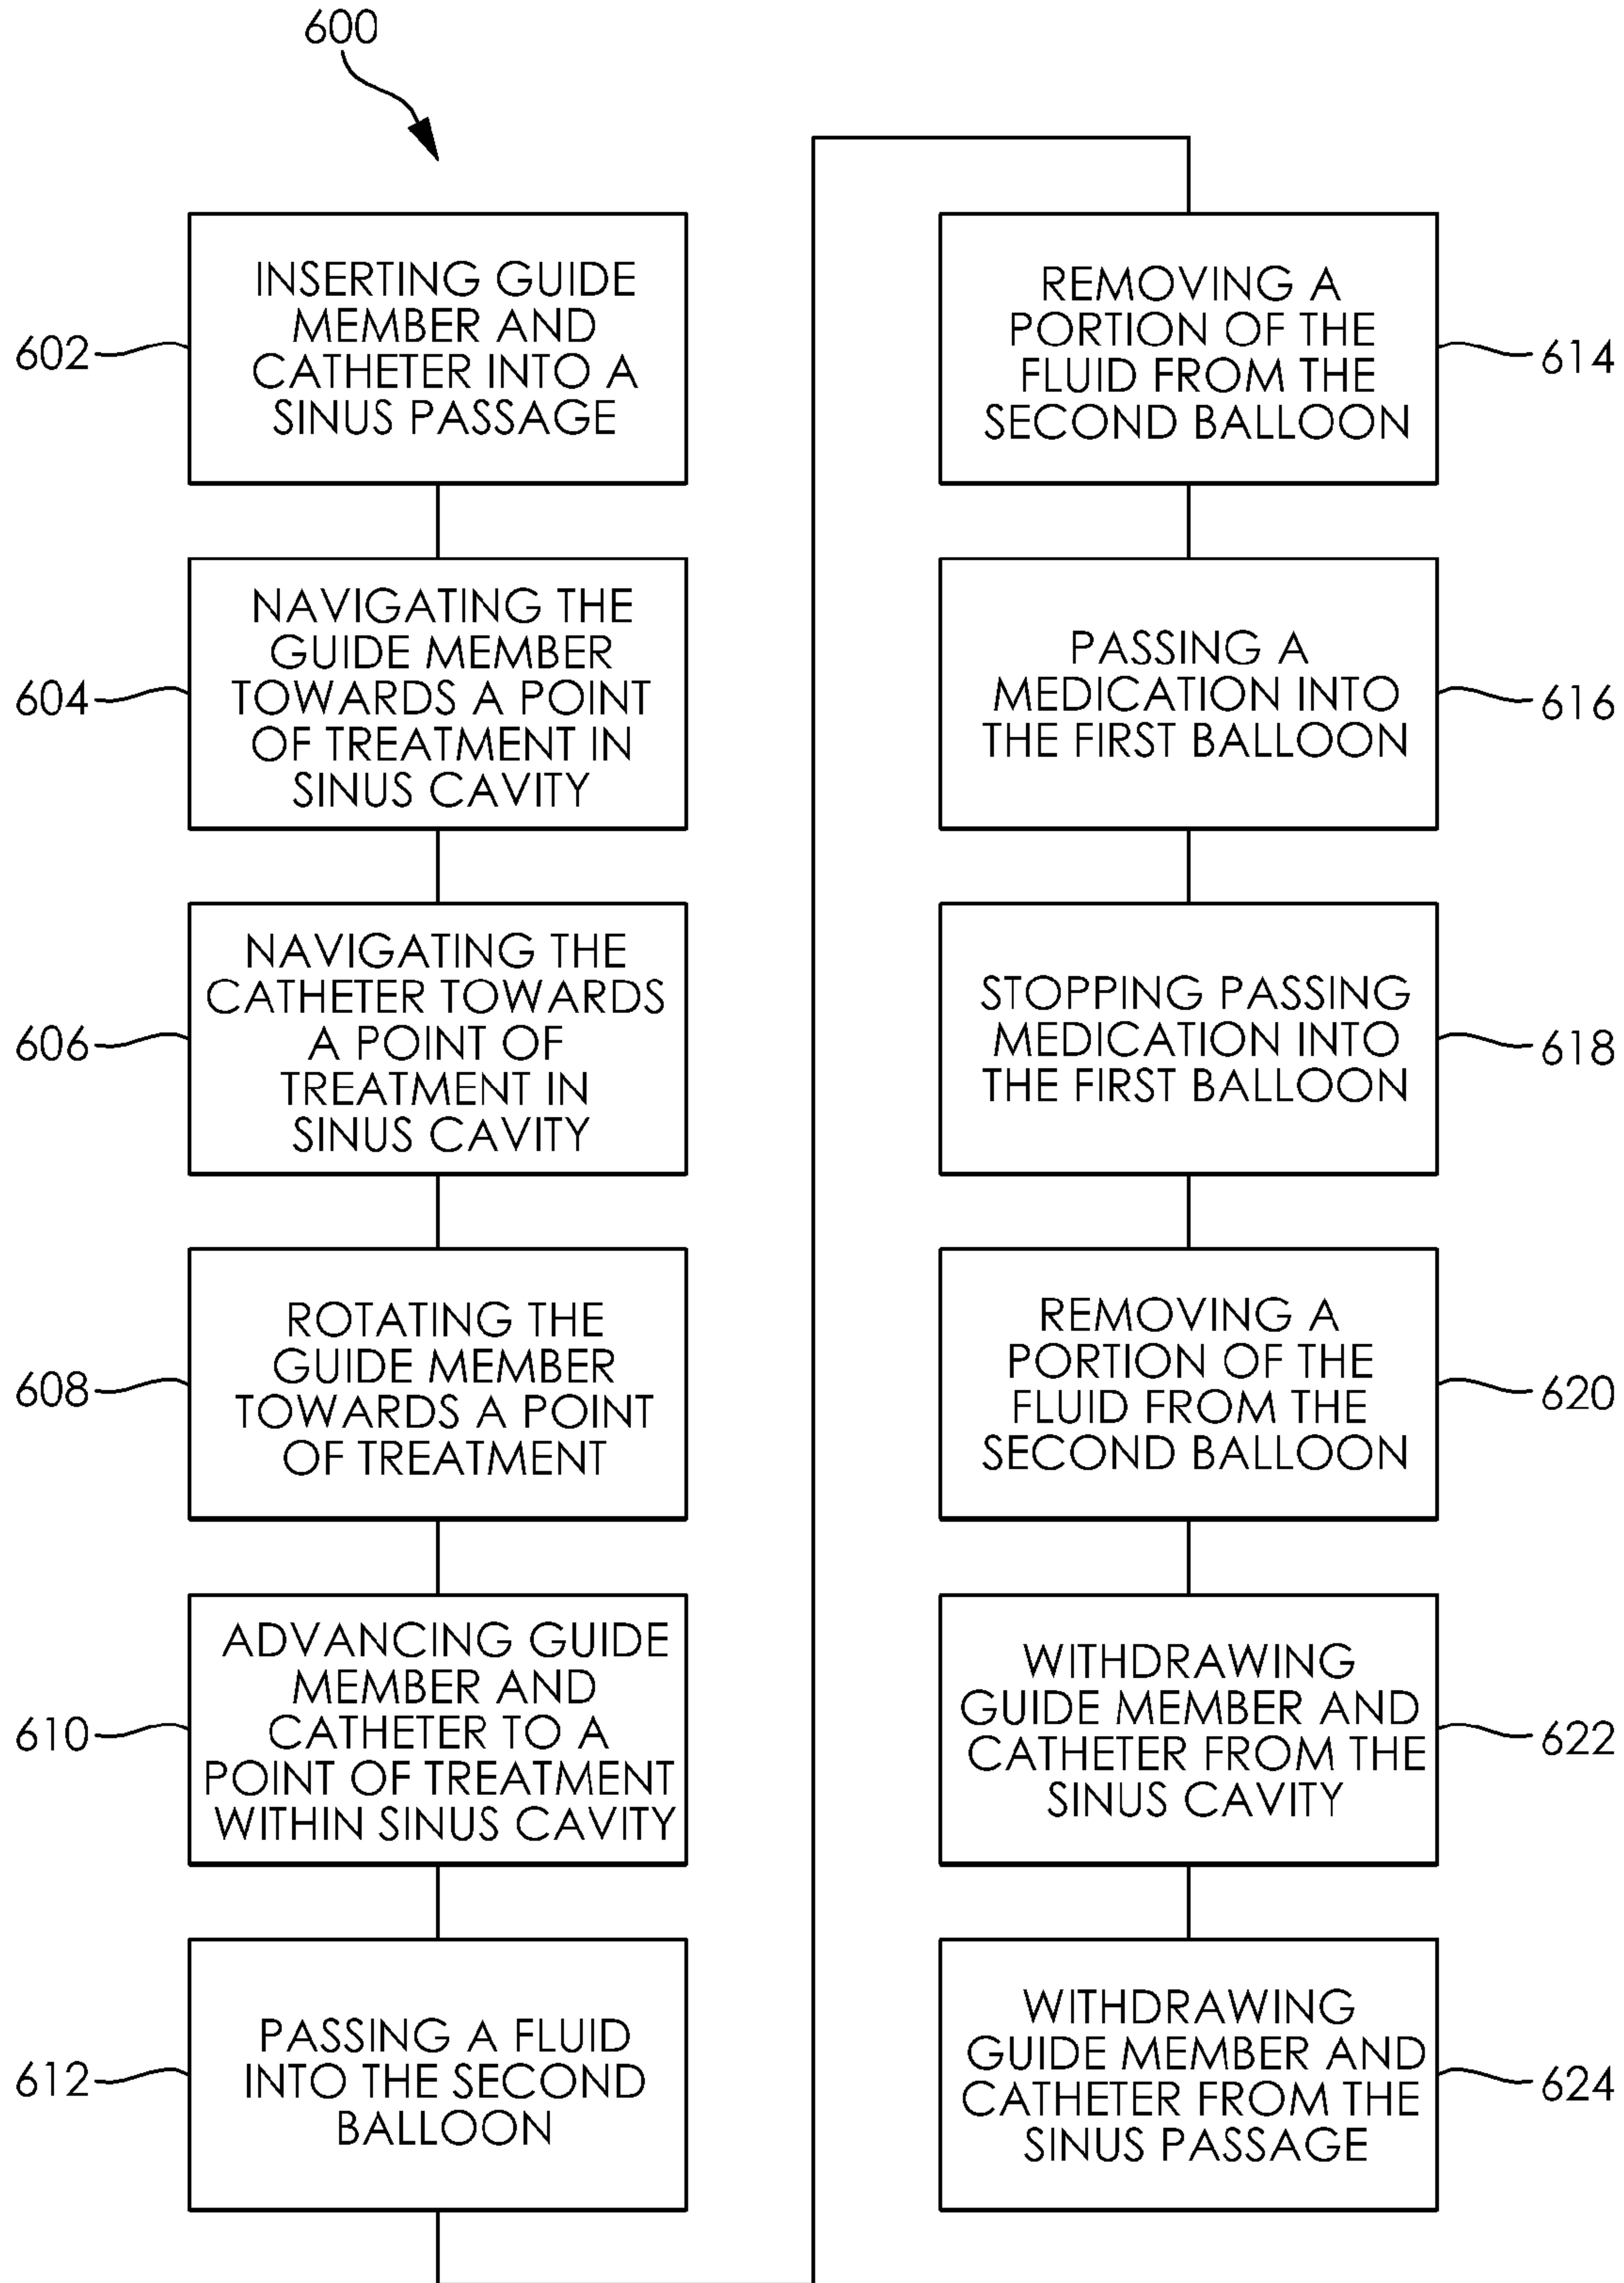 600
602
INSERTING GUIDE
MEMBER AND
CATHETER INTO A
SINUS PASSAGE
604
NAVIGATING THE
GUIDE MEMBER
TOWARDS A POINT
OF TREATMENT IN
SINUS CAVITY
606
NAVIGATING THE
CATHETER TOWARDS
A POINT OF
TREATMENT IN
SINUS CAVITY
608
ROTATING THE
GUIDE MEMBER
TOWARDS A POINT
OF TREATMENT
610
ADVANCING GUIDE
MEMBER AND
CATHETER TO A
POINT OF TREATMENT
WITHIN SINUS CAVITY
612
PASSING A FLUID
INTO THE SECOND
BALLOON
REMOVING A
PORTION OF THE
FLUID FROM THE
SECOND BALLOON
614
PASSING A
MEDICATION INTO
THE FIRST BALLOON
616
STOPPING PASSING
MEDICATION INTO
THE FIRST BALLOON
618
REMOVING A
PORTION OF THE
FLUID FROM THE
SECOND BALLOON
620
WITHDRAWING
GUIDE MEMBER AND
CATHETER FROM THE
SINUS CAVITY
622
WITHDRAWING
GUIDE MEMBER AND
CATHETER FROM THE
SINUS PASSAGE
624